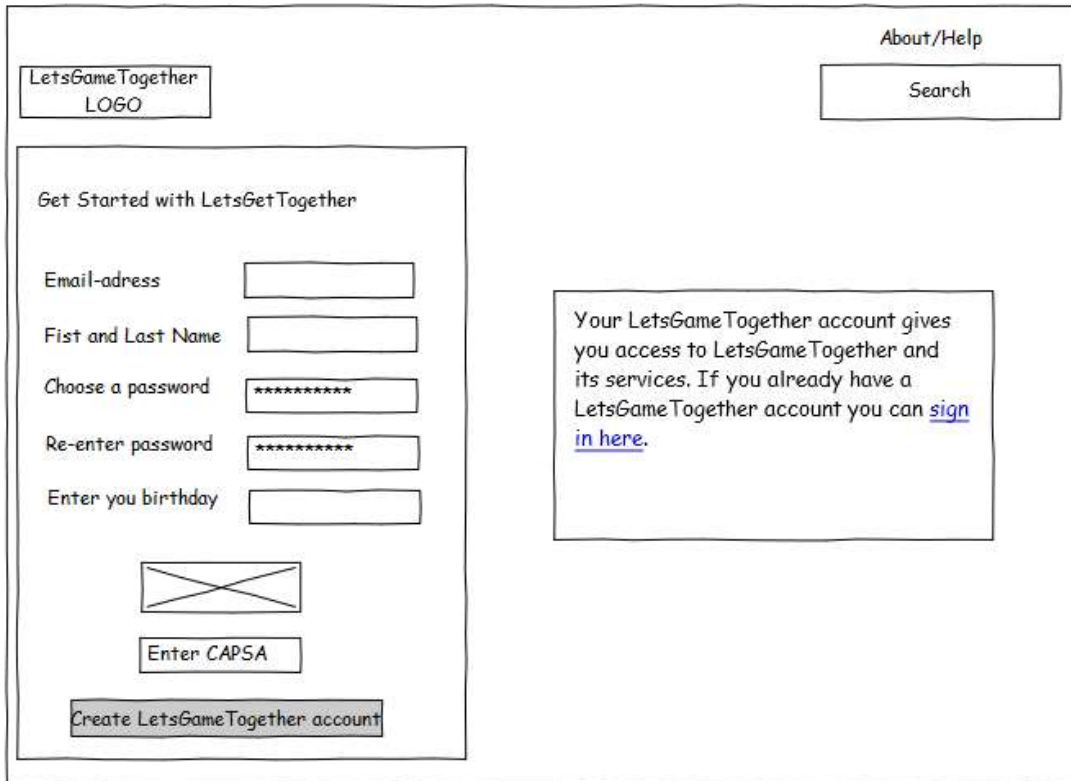 About/Help
LetsGameTogether
LOGO
Search
Get Started with LetsGetTogether
Email-adress
Fist and Last Name
Choose a password
**********
Re-enter password
**********
Enter you birthday
Enter CAPSA
Create LetsGameTogether account
Your LetsGameTogether account gives
you access to LetsGameTogether and
its services. If you already have a
LetsGameTogether account you can sign
in here.